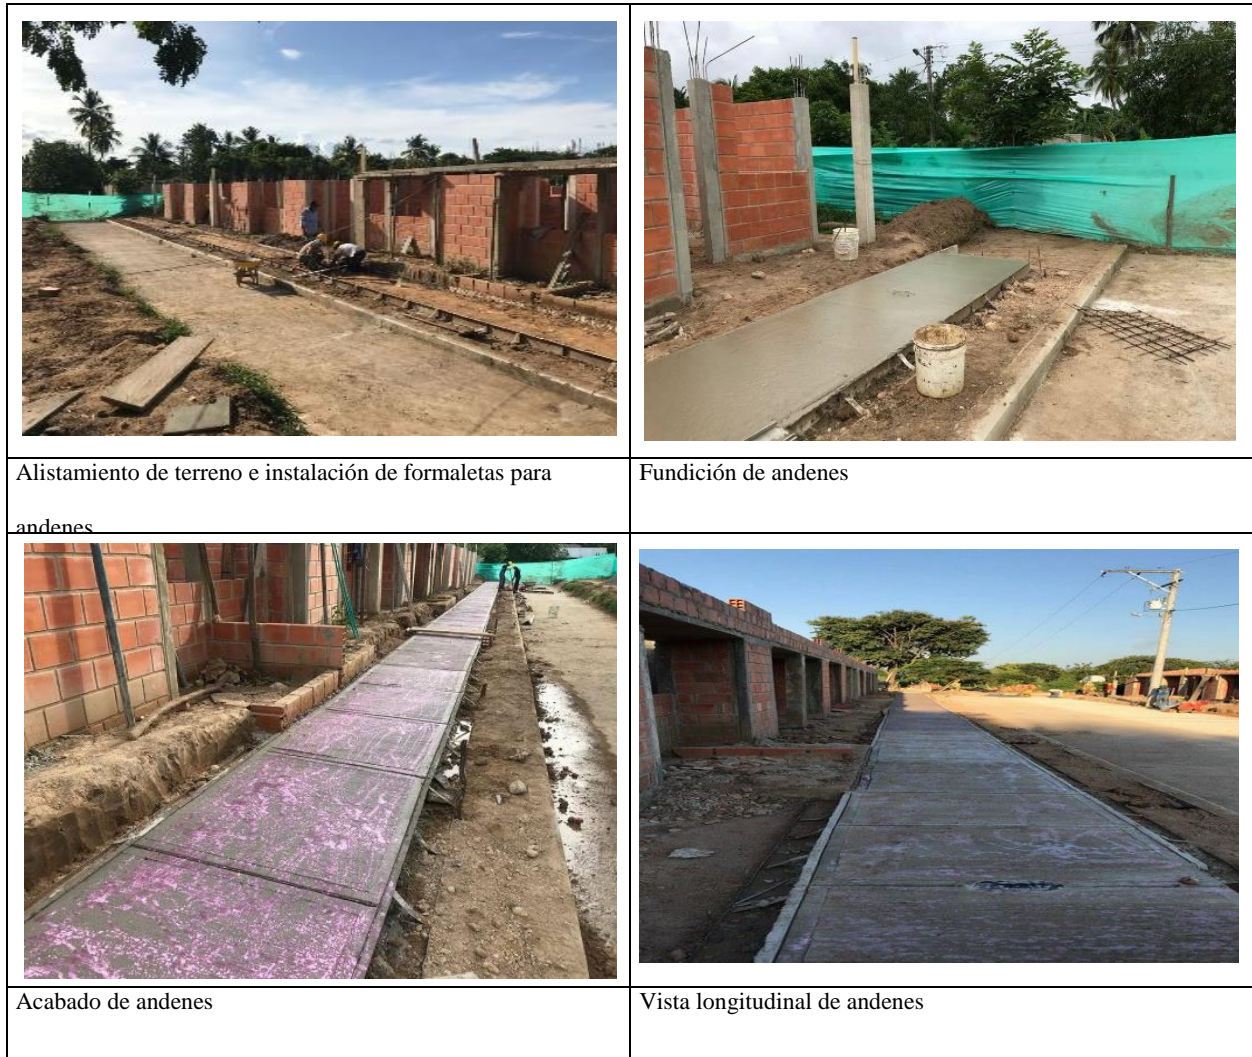 Alistamiento de terreno e instalación de formaletas para
andenes
Fundición de andenes
Acabado de andenes
Vista longitudinal de andenes